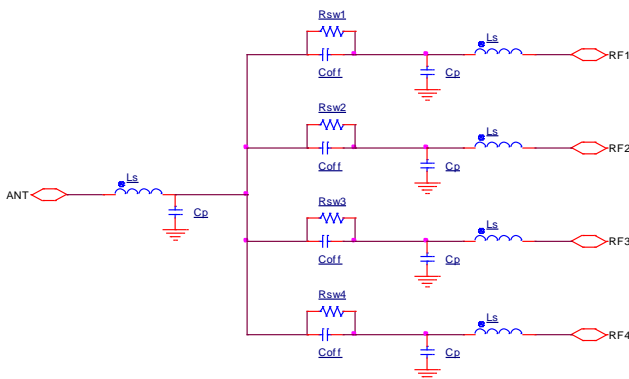 Rsw1
Ls
Coff
Cp
RF1
Rsw2
Ls
Coff
Cp
RF2
ANT
Ls
Cp
Rsw3
Ls
Coff
Cp
RF3
Rsw4
Ls
Coff
Cp
RF4